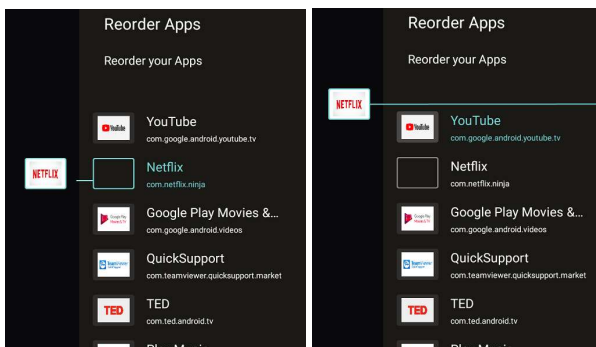 Reorder Apps
Reorder your Apps
YouTube
YouTube
com.google.android.youtube.tv
NETFLIX
Netflix
com.netflix.ninja
Google Play Movies &...
com.google.android.videos
QuickSupport
com.teamviewer.quicksupport.market
TED
TED
com.ted.android.tv
Reorder Apps
Reorder your Apps
NETFLIX
YouTube
YouTube
com.google.android.youtube.tv
Netflix
com.netflix.ninja
Google Play Movies &...
com.google.android.videos
QuickSupport
com.teamviewer.quicksupport.market
TED
TED
com.ted.android.tv